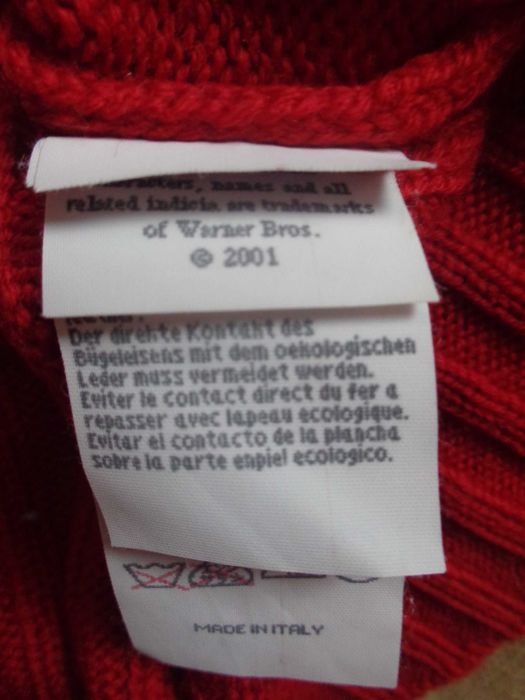 characters, names and all
related indicia are trademarks
of Warner Bros.
© 2001
Der direkte Kontakt des
Bügeleisens mit dem oekologischen
Leder muss vermeldet werden.
Eviter le contact direct du fer a
repasser avec lapeau ecologique.
Evitar el contacto de la plancha
sobre la parte enpiel ecologico.
MADE IN ITALY